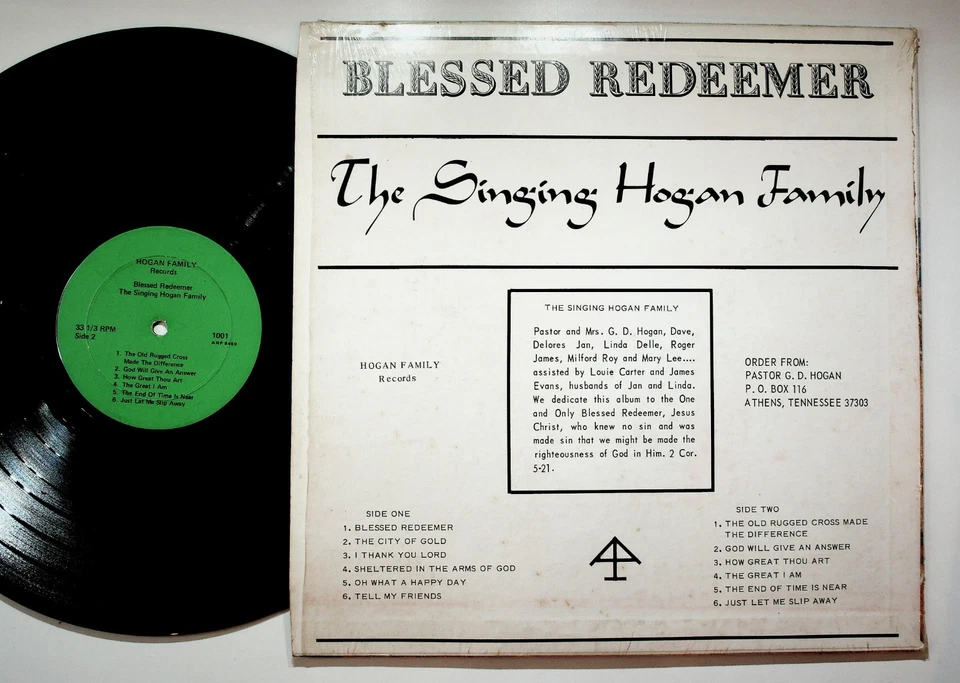 HOGAN FAMILY
Records
Blessed Redeemer
The Singing Hogan Family
33 1/3 RPM
Side 2
1001
1. The Old Rugged Cross
Made The Difference
2. God Will Give An Answer
3. How Great Thou Art
4. The Great I Am
5. The End Of Time Is Near
6. Just Let Me Slip Away
BLESSED REDEEMER
The Singing Hogan Family
THE SINGING HOGAN FAMILY
Pastor and Mrs. G. D. Hogan, Dave,
Delores Jan, Linda Delle, Roger
James, Milford Roy and Mary Lee....
assisted by Louie Carter and James
Evans, husbands of Jan and Linda.
We dedicate this album to the One
and Only Blessed Redeemer, Jesus
Christ, who knew no sin and was
made sin that we might be made the
righteousness of God in Him. 2 Cor.
5-21.
HOGAN FAMILY
Records
ORDER FROM:
PASTOR G. D. HOGAN
P. O. BOX 116
ATHENS, TENNESSEE 37303
SIDE ONE
1. BLESSED REDEEMER
2. THE CITY OF GOLD
3. I THANK YOU LORD
4. SHELTERED IN THE ARMS OF GOD
5. OH WHAT A HAPPY DAY
6. TELL MY FRIENDS
SIDE TWO
1. THE OLD RUGGED CROSS MADE
THE DIFFERENCE
2. GOD WILL GIVE AN ANSWER
3. HOW GREAT THOU ART
4. THE GREAT I AM
5. THE END OF TIME IS NEAR
6. JUST LET ME SLIP AWAY